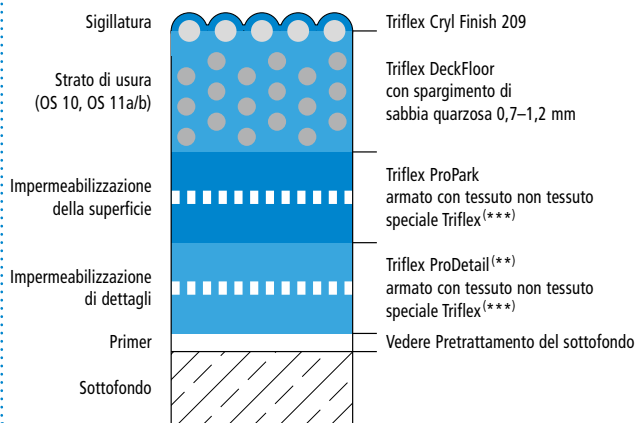 Sigillatura
Triflex Cryl Finish 209
Strato di usura
(OS 10, OS 11a/b)
Triflex DeckFloor
con spargimento di
sabbia quarzosa 0,7–1,2 mm
Impermeabilizzazione
della superficie
Triflex ProPark
armato con tessuto non tessuto
speciale Triflex(***)
Impermeabilizzazione
di dettagli
Triflex ProDetail(**)
armato con tessuto non tessuto
speciale Triflex(***)
Primer
Vedere Pretrattamento del sottofondo
Sottofondo